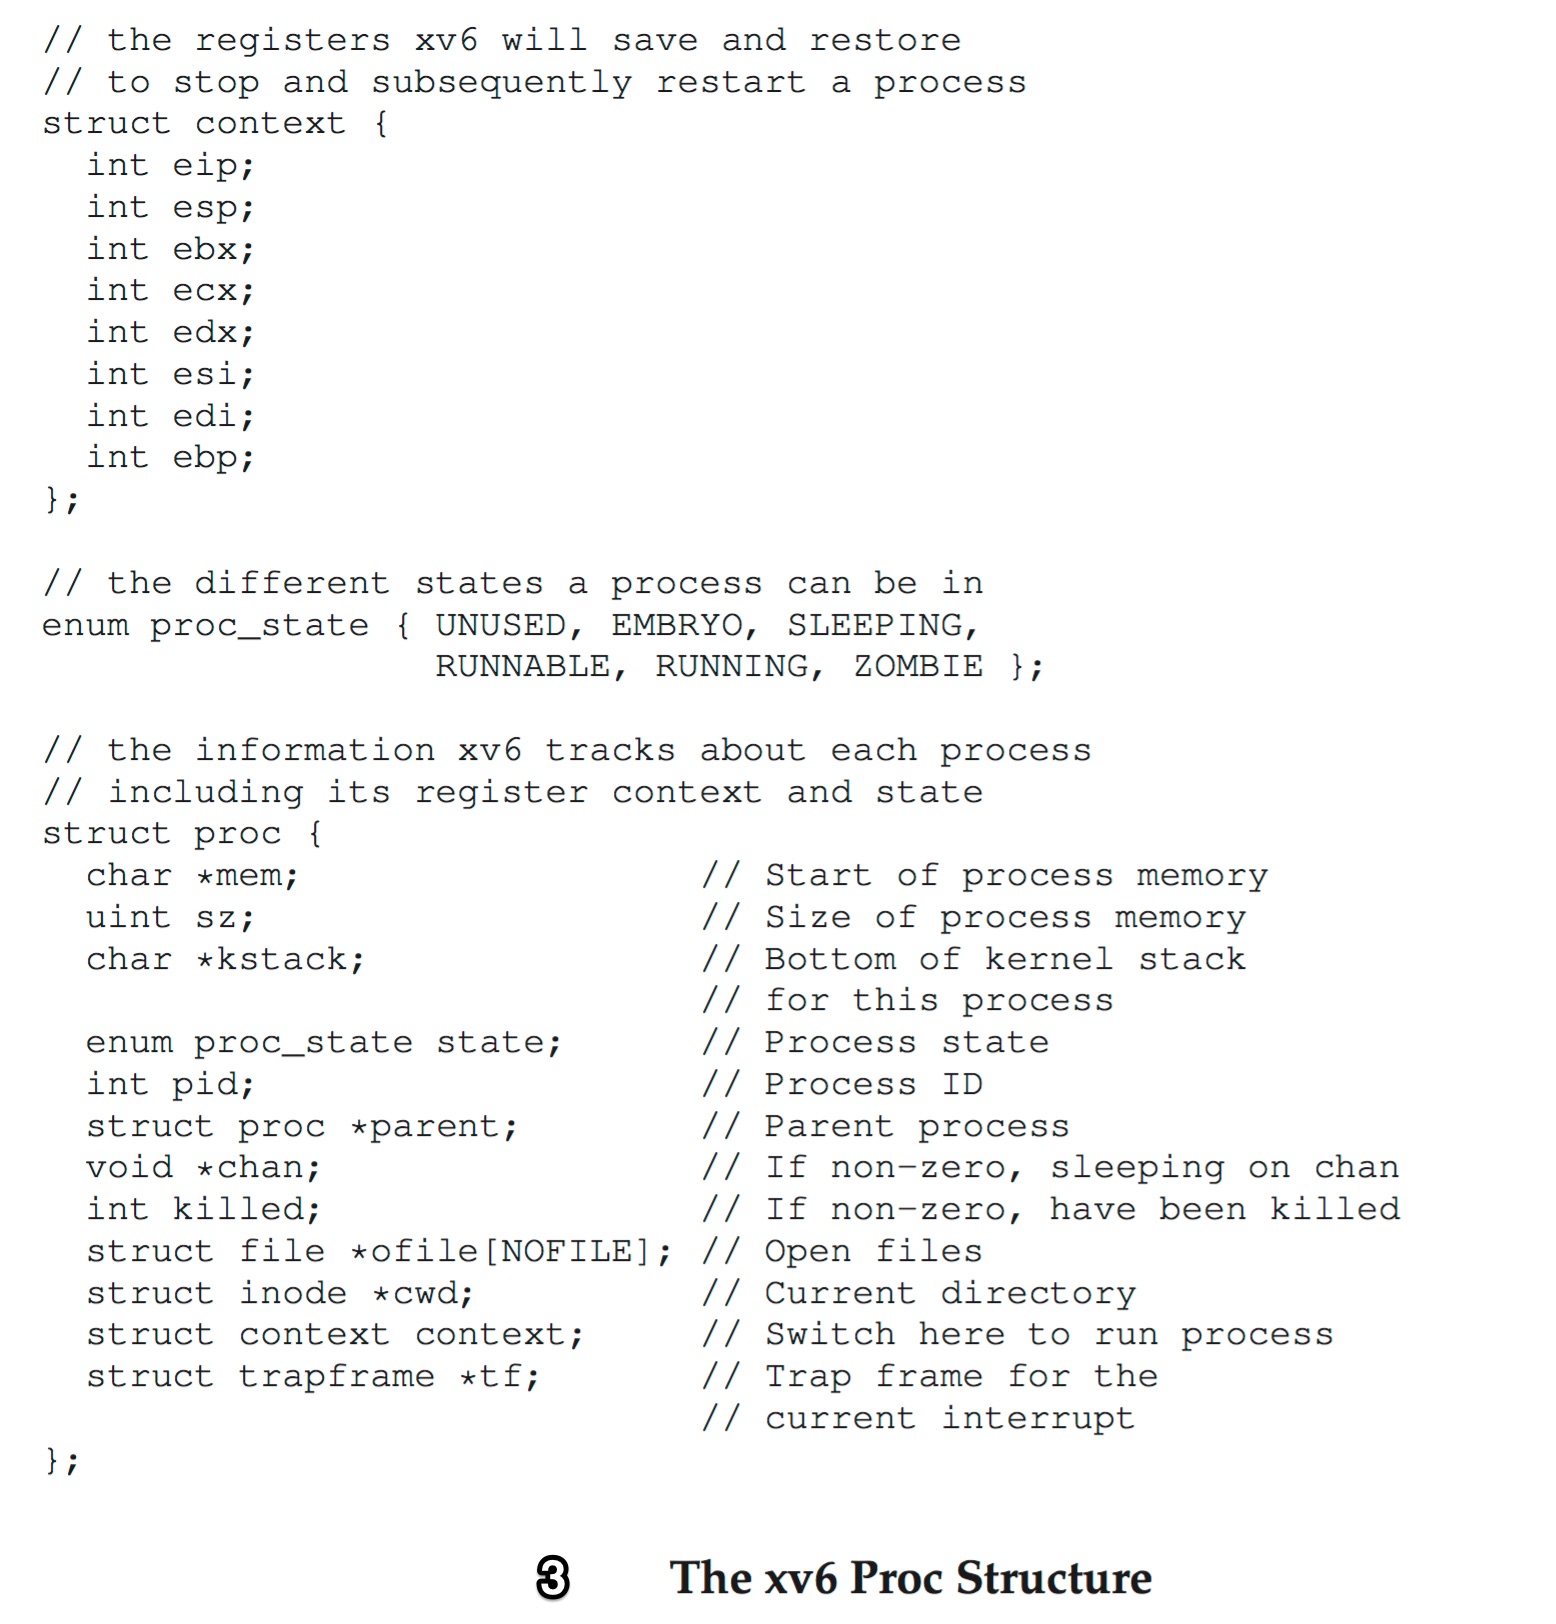 // the registers xv6 will save and restore
// to stop and subsequently restart a process
struct context {
  int eip;
  int esp;
  int ebx;
  int ecx;
  int edx;
  int esi;
  int edi;
  int ebp;
};

// the different states a process can be in
enum proc_state { UNUSED, EMBRYO, SLEEPING,
                  RUNNABLE, RUNNING, ZOMBIE };

// the information xv6 tracks about each process
// including its register context and state
struct proc {
  char *mem;                  // Start of process memory
  uint sz;                    // Size of process memory
  char *kstack;               // Bottom of kernel stack
                              // for this process
  enum proc_state state;      // Process state
  int pid;                    // Process ID
  struct proc *parent;        // Parent process
  void *chan;                 // If non-zero, sleeping on chan
  int killed;                 // If non-zero, have been killed
  struct file *ofile[NOFILE]; // Open files
  struct inode *cwd;          // Current directory
  struct context context;     // Switch here to run process
  struct trapframe *tf;       // Trap frame for the
                              // current interrupt
};

3 The xv6 Proc Structure